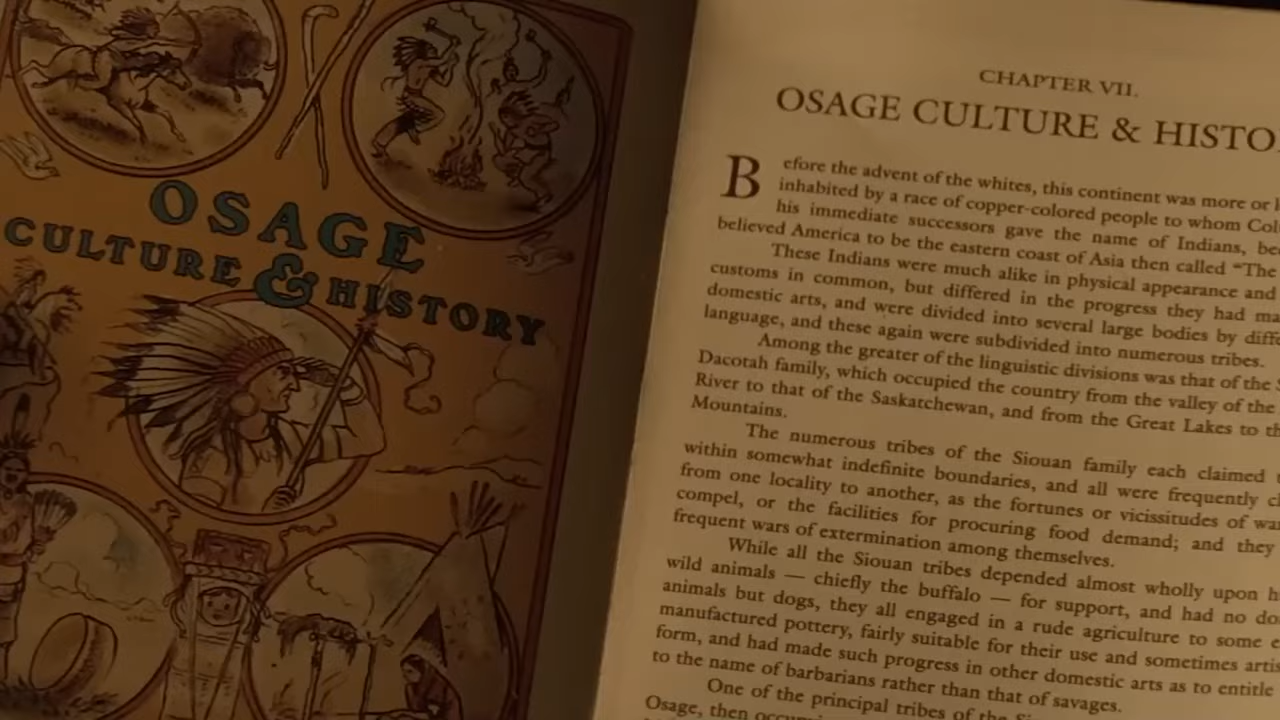 OSAGE
CULTURE & HISTORY
CHAPTER VII.
OSAGE CULTURE & HISTO
Before the advent of the whites, this continent was more or
inhabited by a race of copper-colored people to whom Col
his immediate successors gave the name of Indians, be
believed America to be the eastern coast of Asia then called “The
These Indians were much alike in physical appearance and
customs in common, but differed in the progress they had ma
domestic arts, and were divided into several large bodies by diffe
language, and these again were subdivided into numerous tribes.
Among the greater of the linguistic divisions was that of the S
Dacotah family, which occupied the country from the valley of the
River to that of the Saskatchewan, and from the Great Lakes to th
Mountains.
The numerous tribes of the Siouan family each claimed
within somewhat indefinite boundaries, and all were frequently c
from one locality to another, as the fortunes or vicissitudes of wa
compel, or the facilities for procuring food demand; and they
frequent wars of extermination among themselves.
While all the Siouan tribes depended almost wholly upon h
wild animals — chiefly the buffalo — for support, and had no do
animals but dogs, they all engaged in a rude agriculture to some e
manufactured pottery, fairly suitable for their use and sometimes artis
form, and had made such progress in other domestic arts as to entitle
to the name of barbarians rather than that of savages.
One of the principal tribes of the
Osage, then